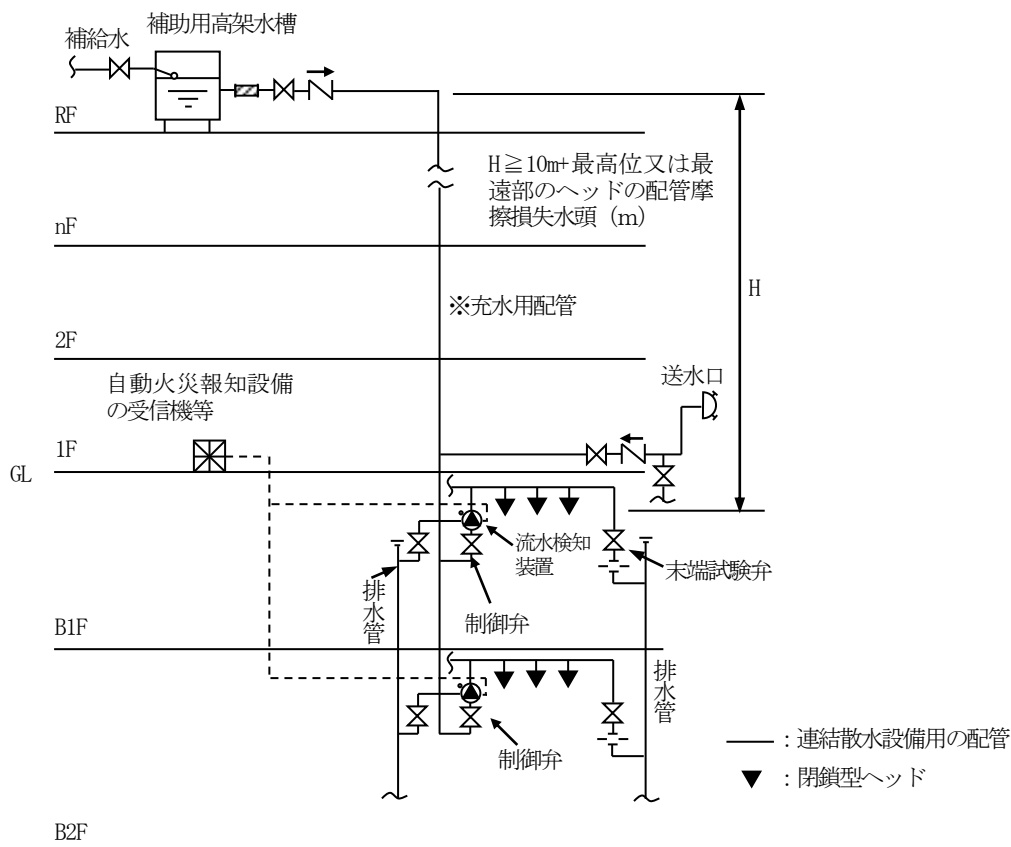 補助用高架水槽
補給水
RF
H≧10m+最高位又は最
遠部のヘッドの配管摩
擦損失水頭（m）
nF
H
※充水用配管
2F
送水口
自動火災報知設備
の受信機等
1F
GL
流水検知
装置
末端試験弁
排水管
制御弁
B1F
排水管
制御弁
：連結散水設備用の配管
：閉鎖型ヘッド
B2F